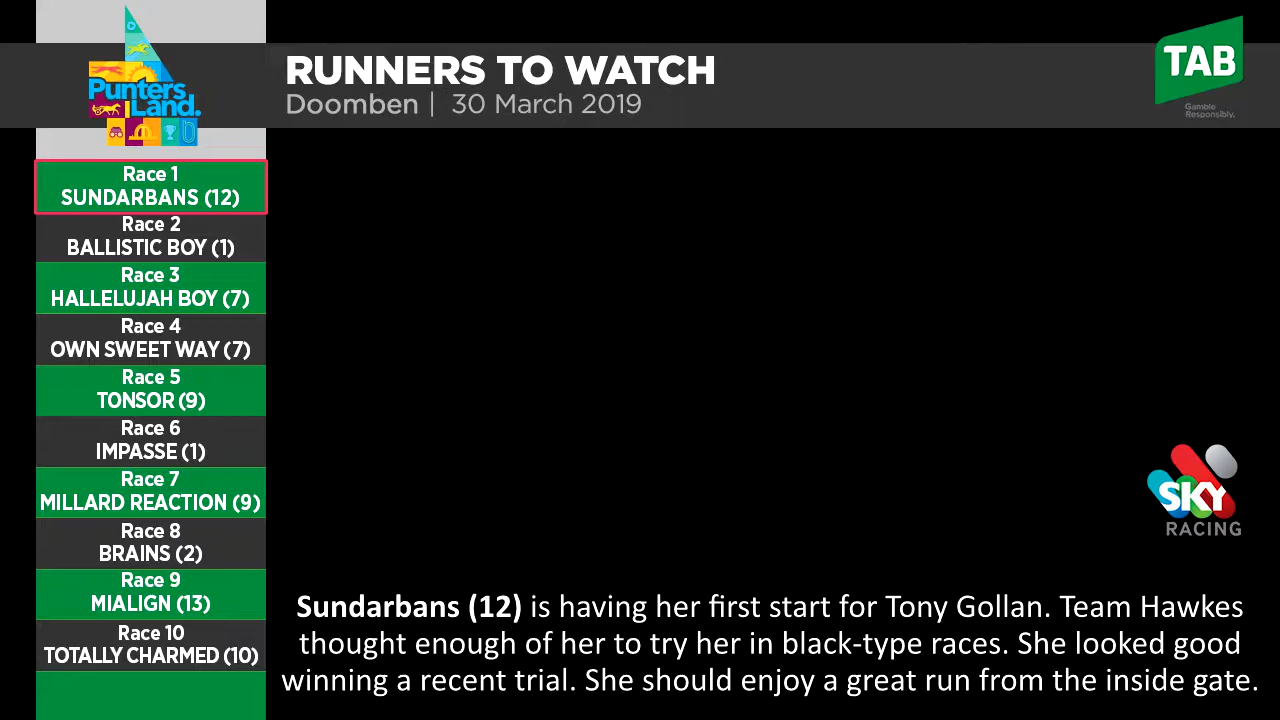 Punters
Land.
RUNNERS TO WATCH
Doomben | 30 March 2019
TAB
Gamble
Responsibly.
Race 1
SUNDARBANS (12)
Race 2
BALLISTIC BOY (1)
Race 3
HALLELUJAH BOY (7)
Race 4
OWN SWEET WAY (7)
Race 5
TONSOR (9)
Race 6
IMPASSE (1)
Race 7
MILLARD REACTION (9)
Race 8
BRAINS (2)
Race 9
MIALIGN (13)
Race 10
TOTALLY CHARMED (10)
SKY
RACING
Sundarbans (12) is having her first start for Tony Gollan. Team Hawkes
thought enough of her to try her in black-type races. She looked good
winning a recent trial. She should enjoy a great run from the inside gate.